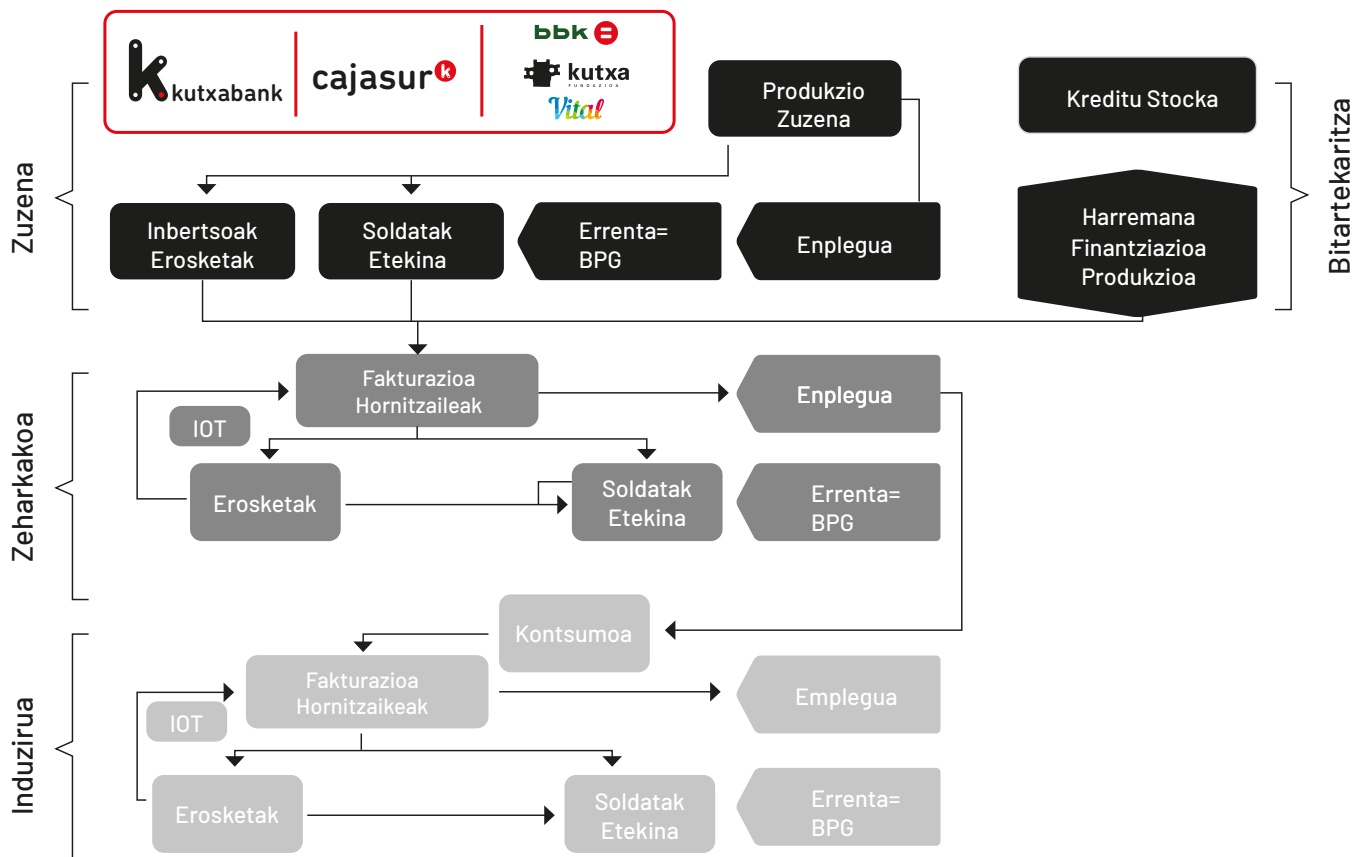 kutxabank
cajasur k
bbk
kutxa
FUNDAZIOA
Vital
Produkzio
Zuzena
Kreditu Stocka
Zuzena
Bitartekaritza
Inbertsoak
Erosketak
Soldatak
Etekina
Errenta=
BPG
Enplegua
Harremana
Finantziazioa
Produkzioa
Zeharkakoa
Fakturazioa
Hornitzaileak
Enplegua
IOT
Erosketak
Soldatak
Etekina
Errenta=
BPG
Induzirua
Kontsumoa
Fakturazioa
Hornitzaikeak
Emplegua
IOT
Erosketak
Soldatak
Etekina
Errenta=
BPG